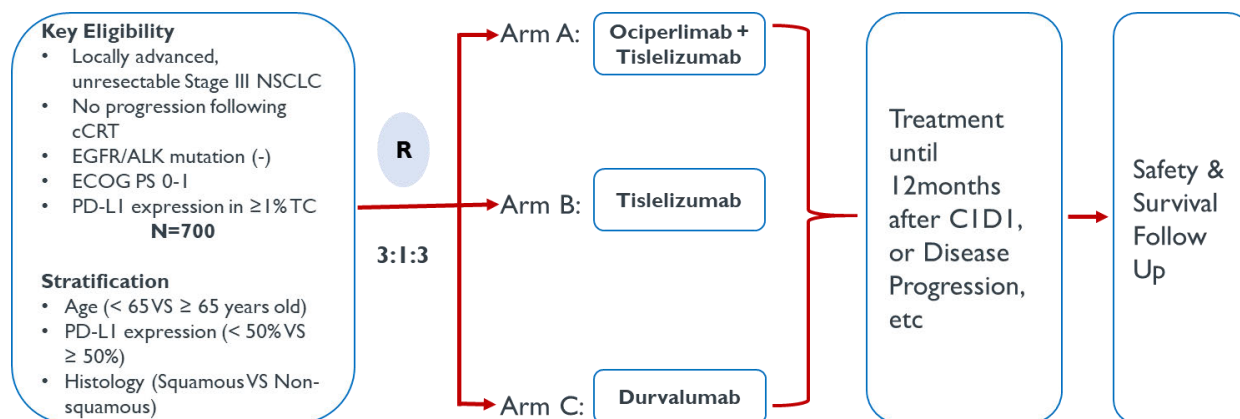 Key Eligibility
• Locally advanced,
unresectable Stage III NSCLC
• No progression following
cCRT
• EGFR/ALK mutation (-)
• ECOG PS 0-1
• PD-L1 expression in ≥1% TC
N=700
Stratification
• Age (< 65 VS ≥ 65 years old)
• PD-L1 expression (< 50% VS
≥ 50%)
• Histology (Squamous VS Non-
squamous)
R
3:1:3
Arm A:
Ociperlimab +
Tislelizumab
Arm B:
Tislelizumab
Arm C:
Durvalumab
Treatment
until
12months
after C1D1,
or Disease
Progression,
etc
Safety &
Survival
Follow
Up